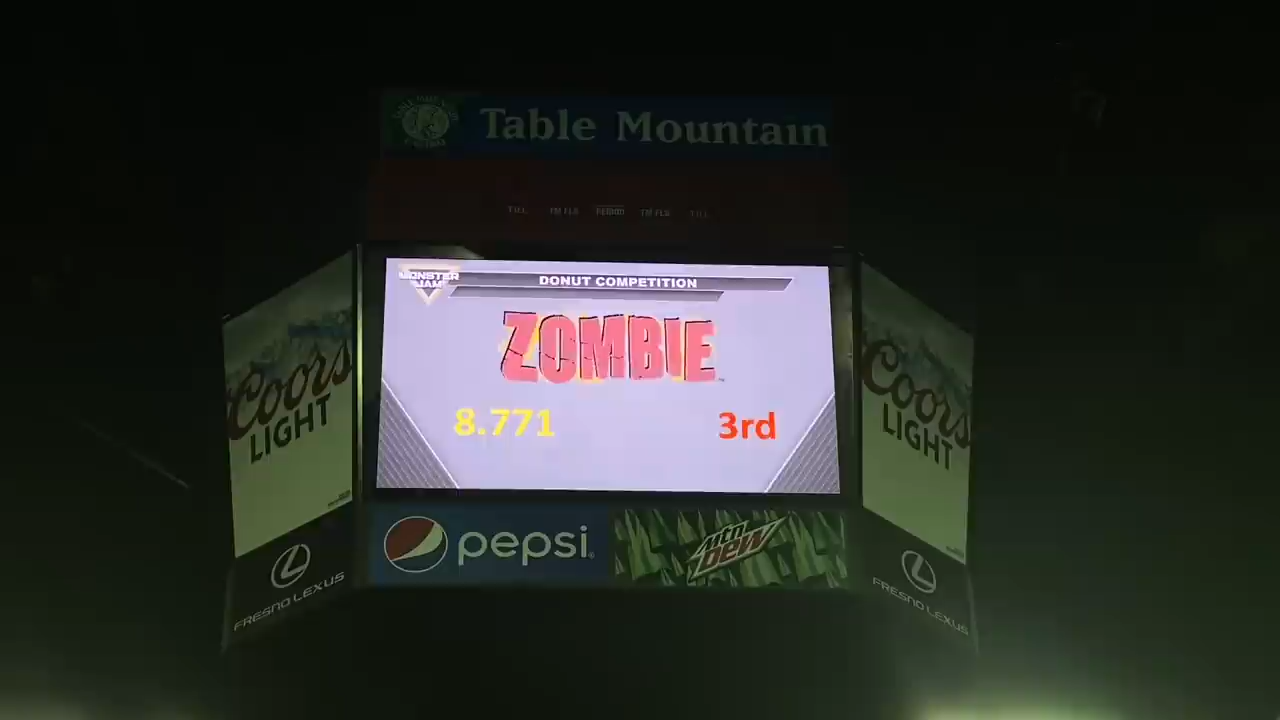 Table Mountain
PERIOD
MONSTER
JAM
DONUT COMPETITION
ZOMBIE
8.771
3rd
Coors
LIGHT
Coors
LIGHT
pepsi
mtn
DEW
FRESNO LEXUS
FRESNO LEXUS